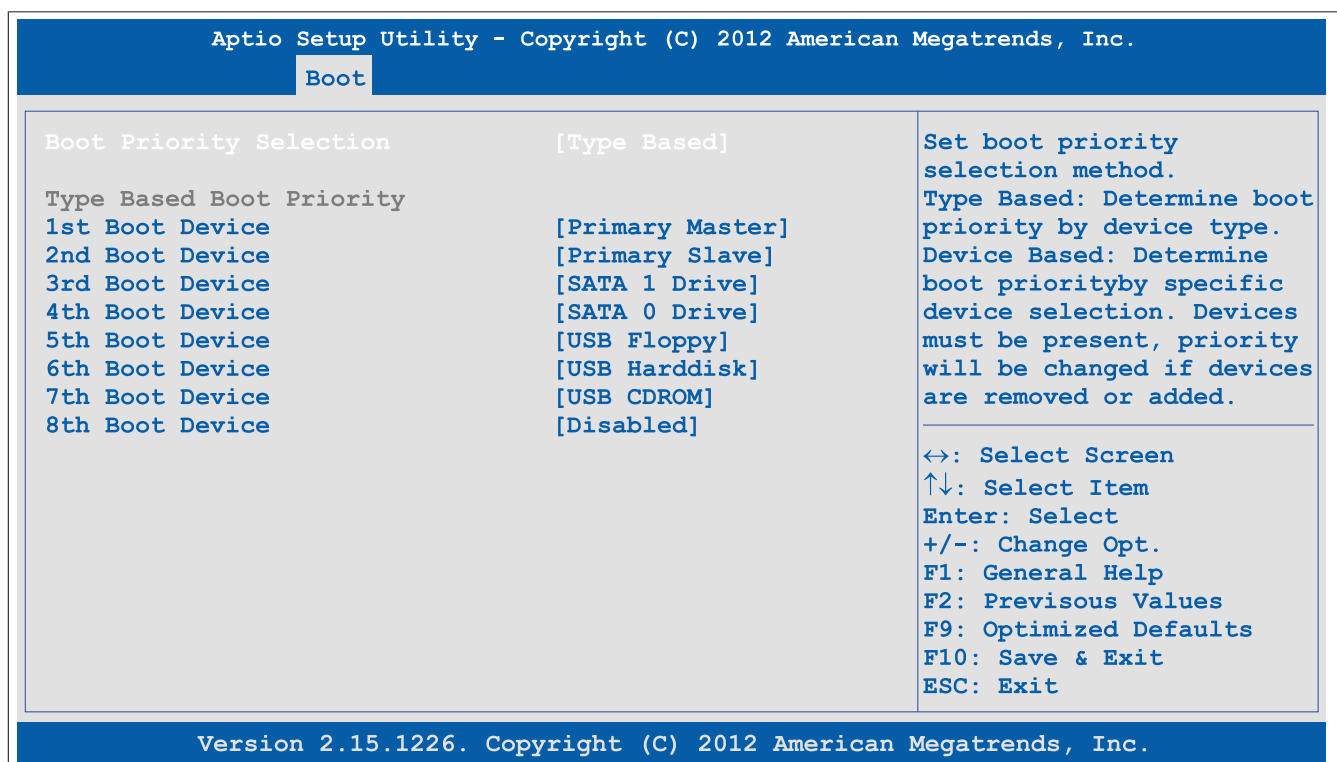 Aptio Setup Utility - Copyright (C) 2012 American Megatrends, Inc.
Boot
Boot Priority Selection [Type Based]
Type Based Boot Priority
1st Boot Device [Primary Master]
2nd Boot Device [Primary Slave]
3rd Boot Device [SATA 1 Drive]
4th Boot Device [SATA 0 Drive]
5th Boot Device [USB Floppy]
6th Boot Device [USB Harddisk]
7th Boot Device [USB CDROM]
8th Boot Device [Disabled]
Set boot priority
selection method.
Type Based: Determine boot
priority by device type.
Device Based: Determine
boot priorityby specific
device selection. Devices
must be present, priority
will be changed if devices
are removed or added.
↔: Select Screen
↑↓: Select Item
Enter: Select
+/-: Change Opt.
F1: General Help
F2: Previsous Values
F9: Optimized Defaults
F10: Save & Exit
ESC: Exit
Version 2.15.1226. Copyright (C) 2012 American Megatrends, Inc.